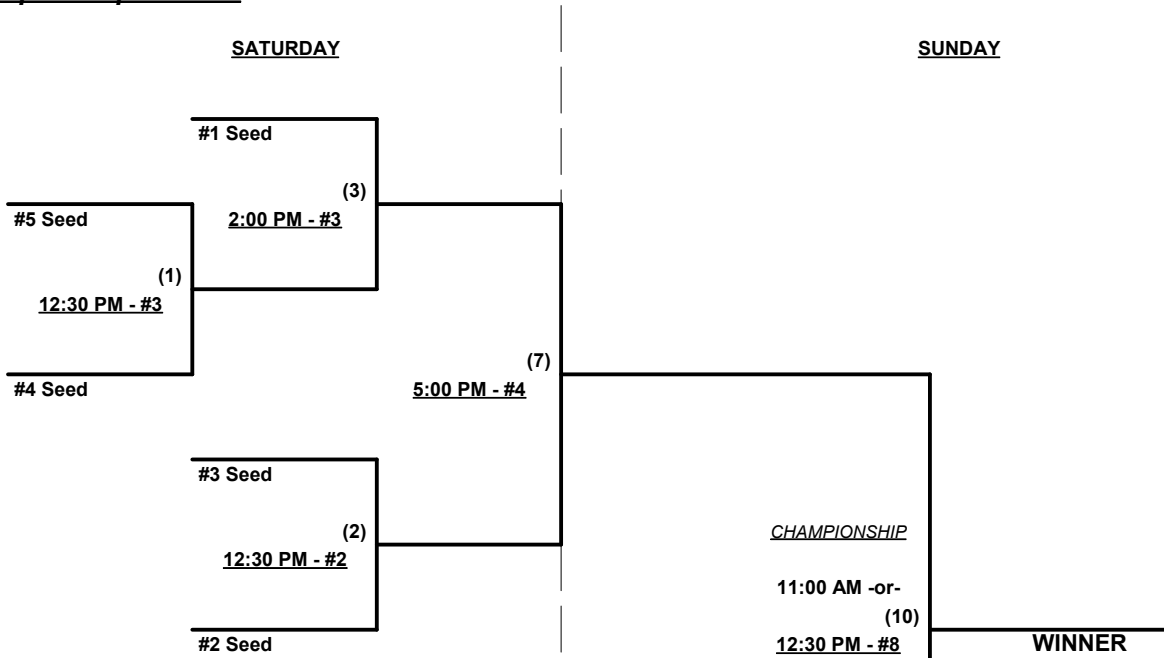 SATURDAY
SUNDAY
#1 Seed
(3)
#5 Seed
2:00 PM - #3
(1)
12:30 PM - #3
(7)
#4 Seed
5:00 PM - #4
#3 Seed
(2)
CHAMPIONSHIP
12:30 PM - #2
11:00 AM -or-
(10)
#2 Seed
12:30 PM - #8
WINNER